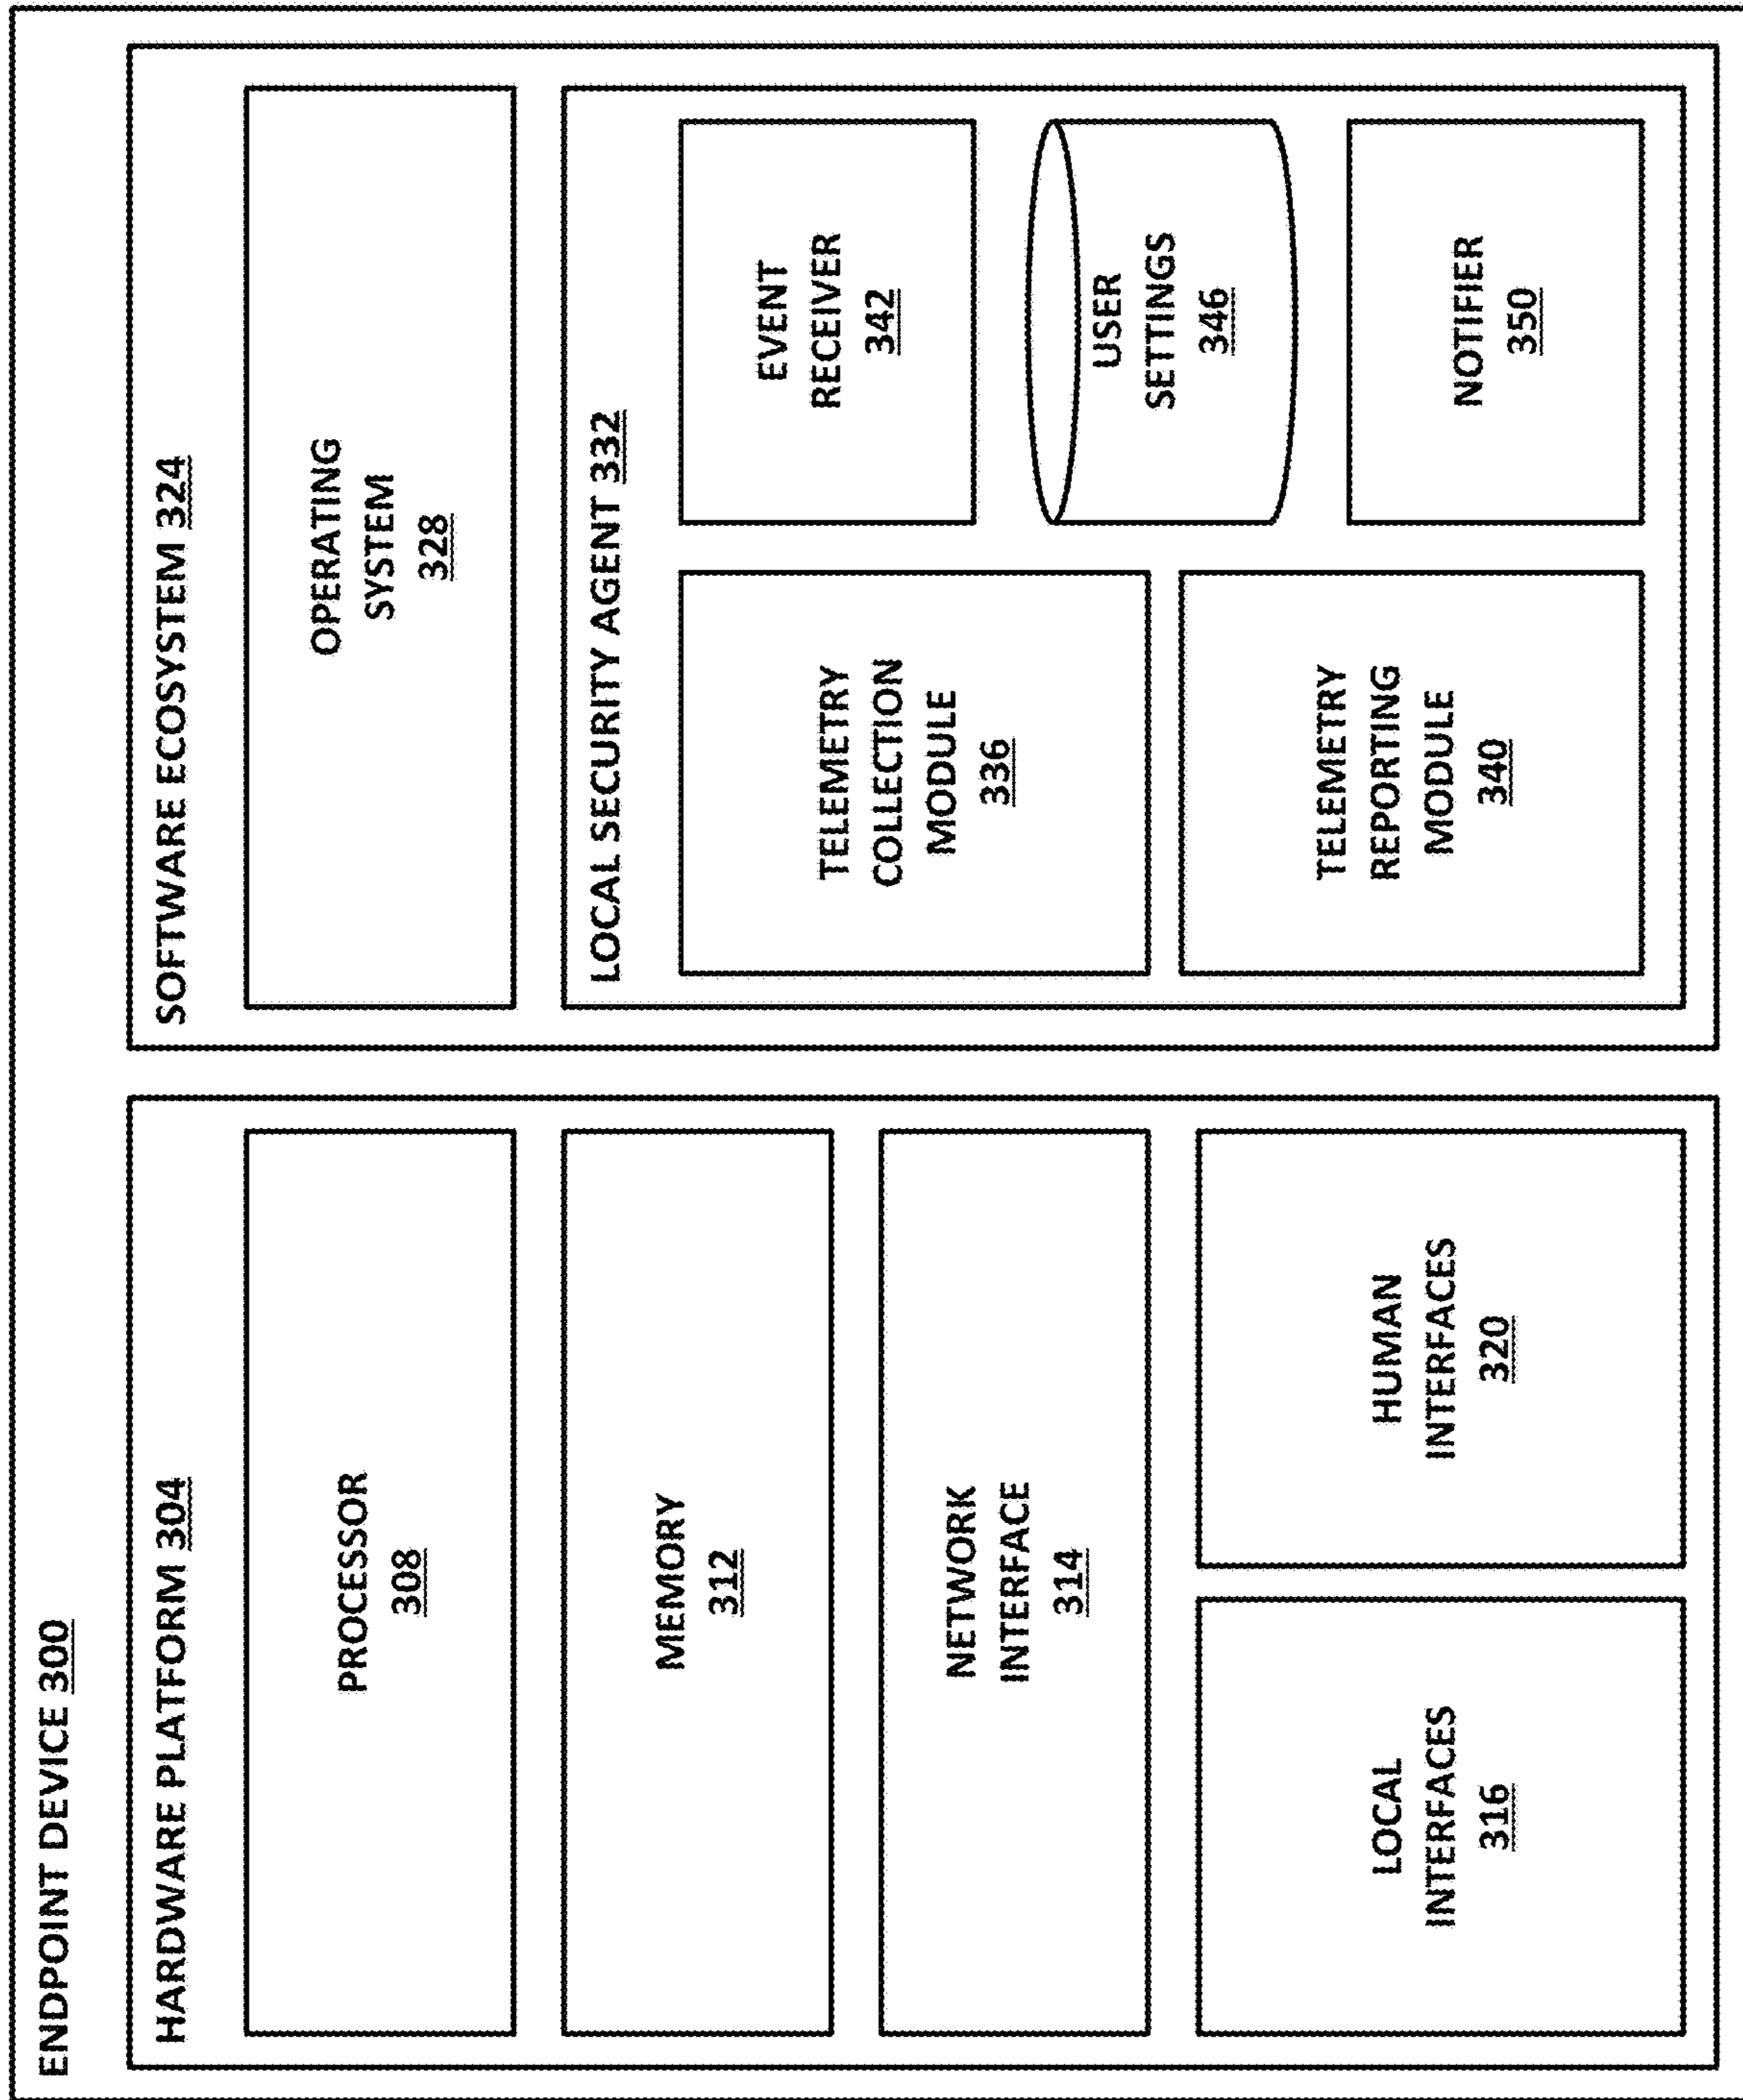 ENDPOINT DEVICE 300
HARDWARE PLATFORM 304
PROCESSOR
308
MEMORY
312
NETWORK
INTERFACE
314
LOCAL
INTERFACES
316
HUMAN
INTERFACES
320
SOFTWARE ECOSYSTEM 324
OPERATING
SYSTEM
328
LOCAL SECURITY AGENT 332
TELEMETRY
COLLECTION
MODULE
336
TELEMETRY
REPORTING
MODULE
340
EVENT
RECEIVER
342
USER
SETTINGS
346
NOTIFIER
350